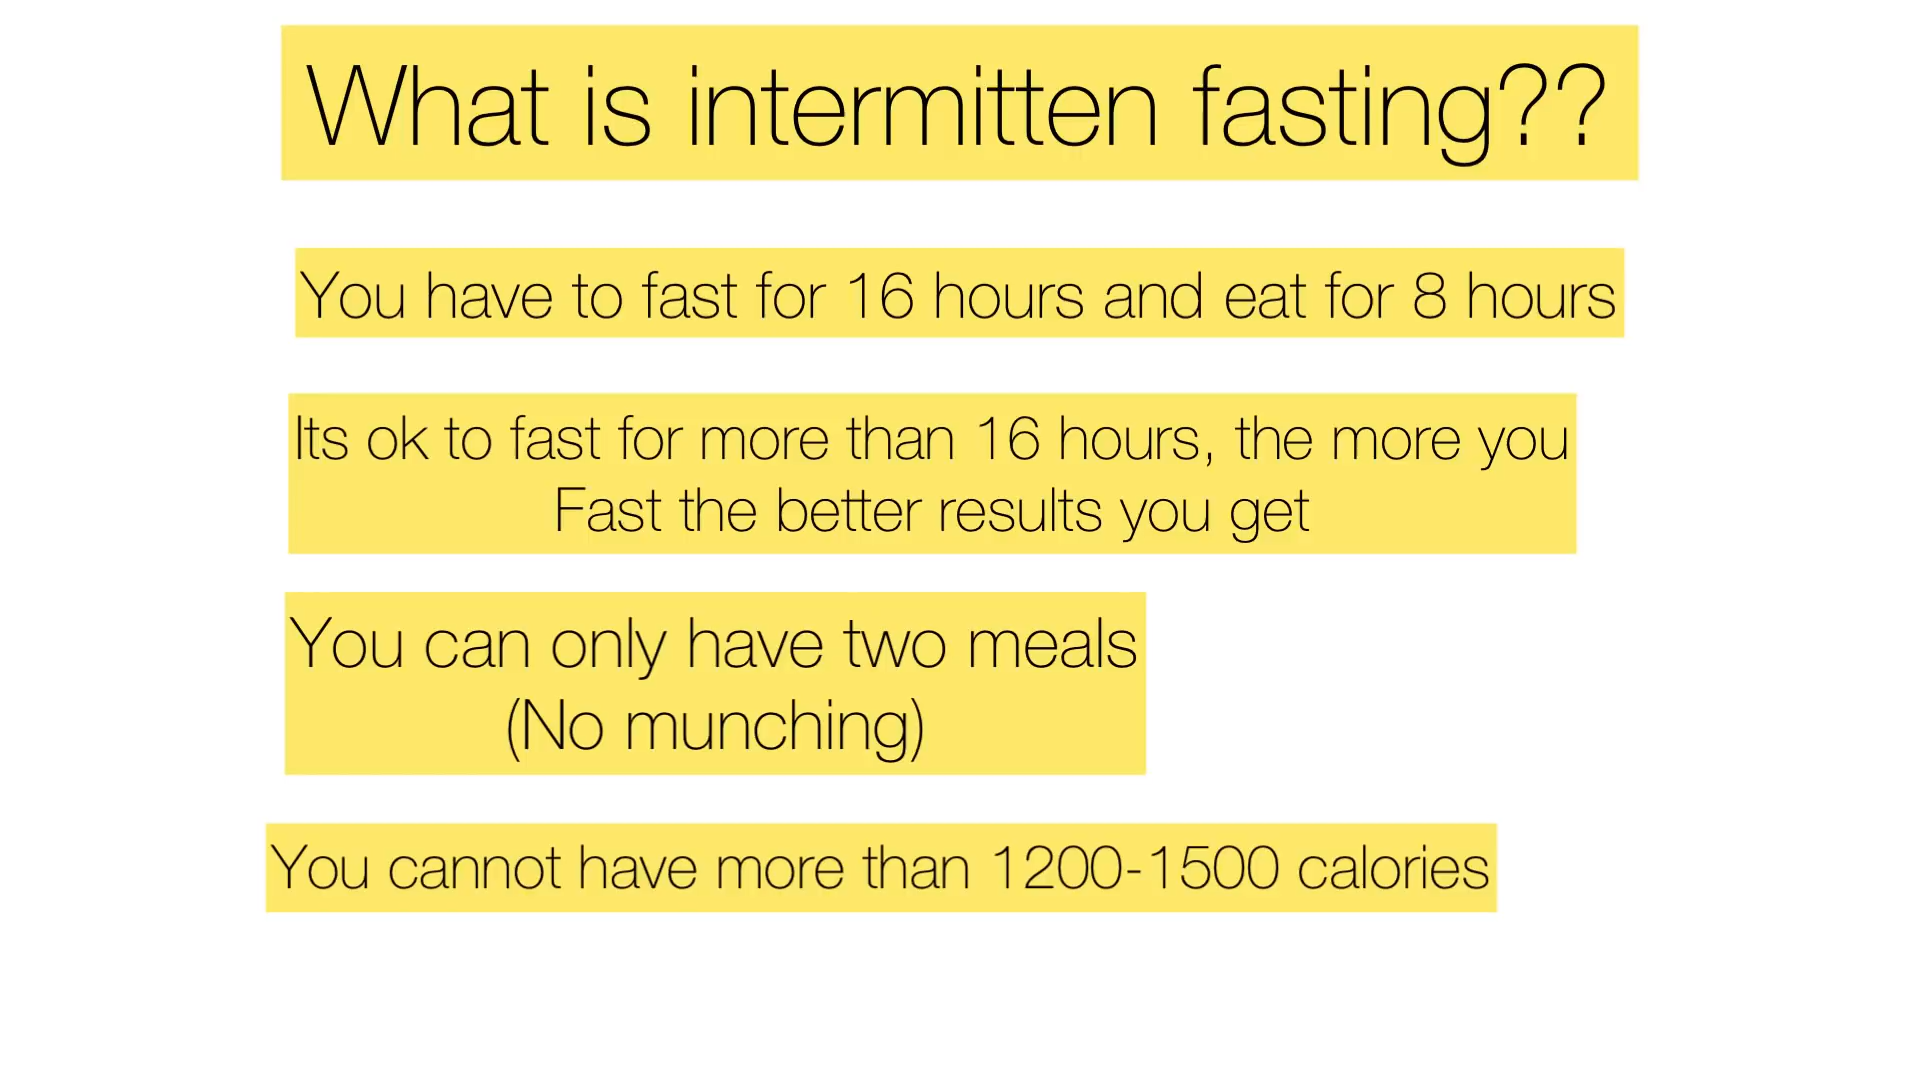 What is intermitten fasting??
You have to fast for 16 hours and eat for 8 hours
Its ok to fast for more than 16 hours, the more you
Fast the better results you get
You can only have two meals
(No munching)
You cannot have more than 1200-1500 calories